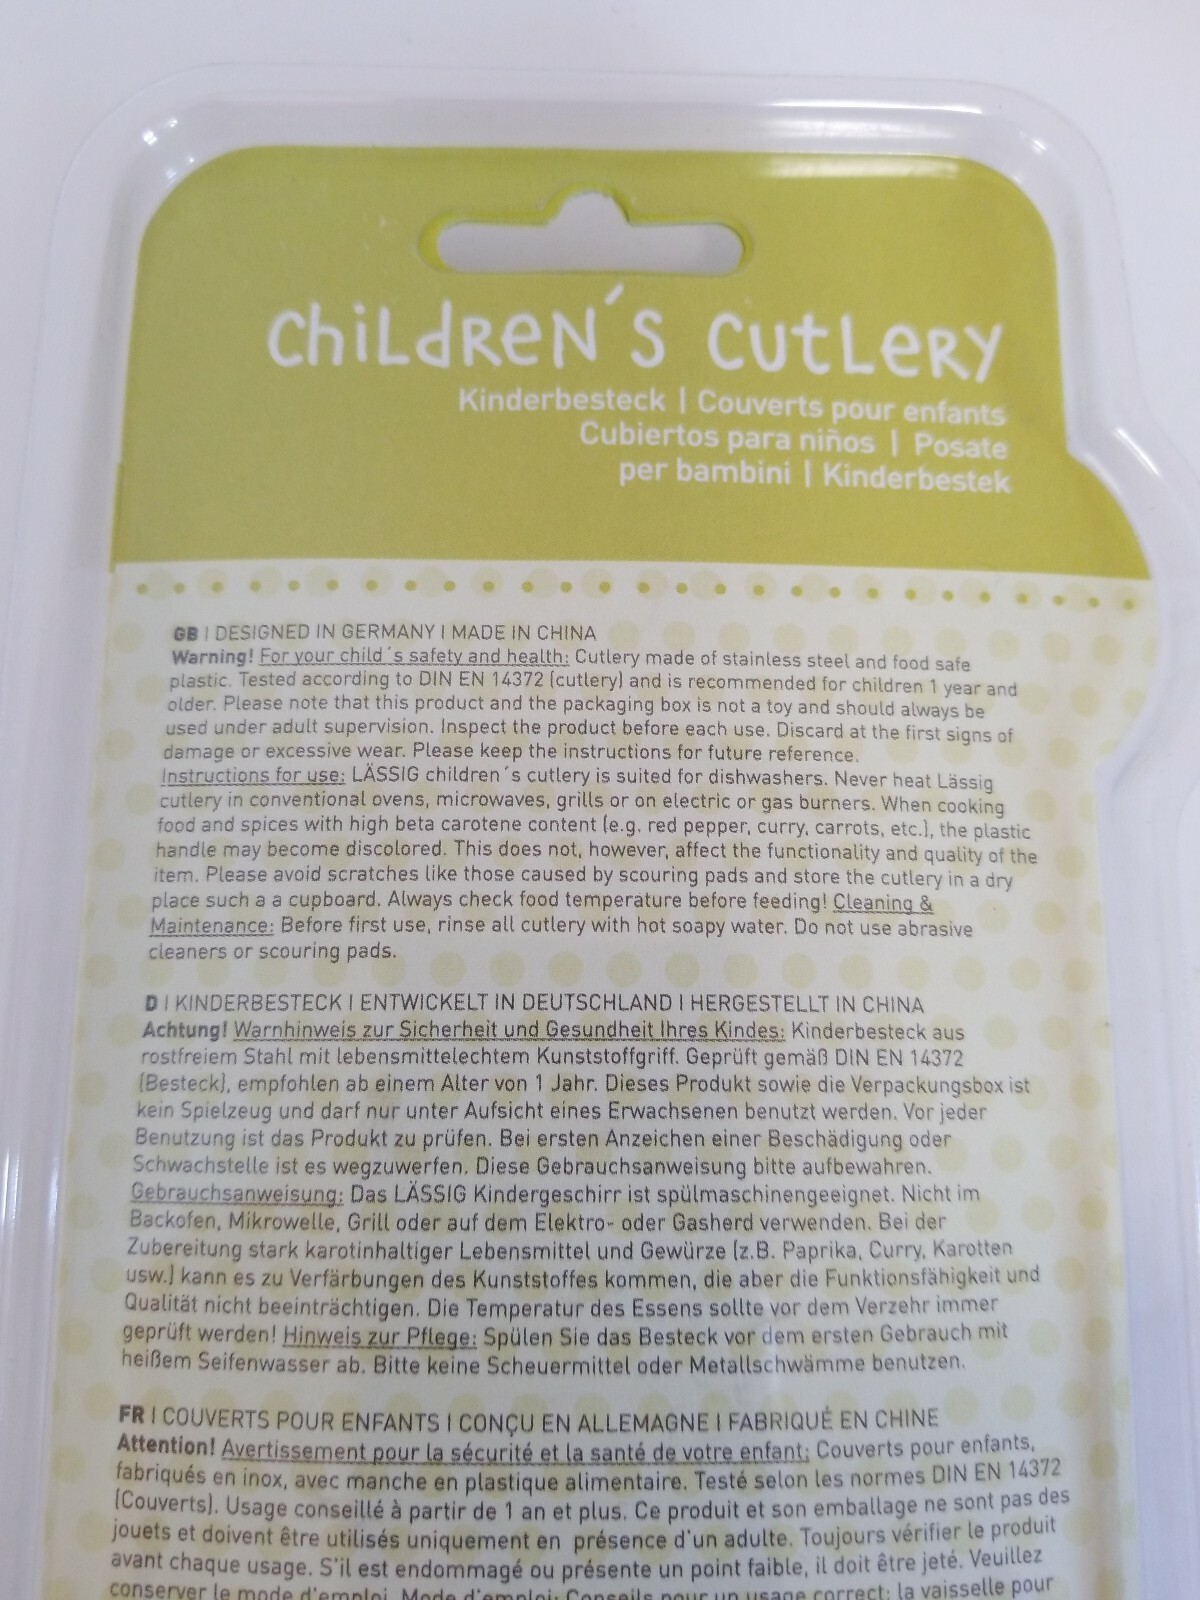 CHiLdReN´S CutLeRY
Kinderbesteck | Couverts pour enfants
Cubiertos para niños | Posate
per bambini | Kinderbestek
GB | DESIGNED IN GERMANY | MADE IN CHINA
Warning! For your child´s safety and health: Cutlery made of stainless steel and food safe
plastic. Tested according to DIN EN 14372 (cutlery) and is recommended for children 1 year and
older. Please note that this product and the packaging box is not a toy and should always be
used under adult supervision. Inspect the product before each use. Discard at the first signs of
damage or excessive wear. Please keep the instructions for future reference.
Instructions for use: LÄSSIG children´s cutlery is suited for dishwashers. Never heat Lässig
cutlery in conventional ovens, microwaves, grills or on electric or gas burners. When cooking
food and spices with high beta carotene content (e.g. red pepper, curry, carrots, etc.), the plastic
handle may become discolored. This does not, however, affect the functionality and quality of the
item. Please avoid scratches like those caused by scouring pads and store the cutlery in a dry
place such a a cupboard. Always check food temperature before feeding! Cleaning &
Maintenance: Before first use, rinse all cutlery with hot soapy water. Do not use abrasive
cleaners or scouring pads.
D | KINDERBESTECK | ENTWICKELT IN DEUTSCHLAND | HERGESTELLT IN CHINA
Achtung! Warnhinweis zur Sicherheit und Gesundheit Ihres Kindes: Kinderbesteck aus
rostfreiem Stahl mit lebensmittelechtem Kunststoffgriff. Geprüft gemäß DIN EN 14372
(Besteck), empfohlen ab einem Alter von 1 Jahr. Dieses Produkt sowie die Verpackungsbox ist
kein Spielzeug und darf nur unter Aufsicht eines Erwachsenen benutzt werden. Vor jeder
Benutzung ist das Produkt zu prüfen. Bei ersten Anzeichen einer Beschädigung oder
Schwachstelle ist es wegzuwerfen. Diese Gebrauchsanweisung bitte aufbewahren.
Gebrauchsanweisung: Das LÄSSIG Kindergeschirr ist spülmaschinengeeignet. Nicht im
Backofen, Mikrowelle, Grill oder auf dem Elektro- oder Gasherd verwenden. Bei der
Zubereitung stark karotinhaltiger Lebensmittel und Gewürze (z.B. Paprika, Curry, Karotten
usw.) kann es zu Verfärbungen des Kunststoffes kommen, die aber die Funktionsfähigkeit und
Qualität nicht beeinträchtigen. Die Temperatur des Essens sollte vor dem Verzehr immer
geprüft werden! Hinweis zur Pflege: Spülen Sie das Besteck vor dem ersten Gebrauch mit
heißem Seifenwasser ab. Bitte keine Scheuermittel oder Metallschwämme benutzen.
FR | COUVERTS POUR ENFANTS | CONÇU EN ALLEMAGNE | FABRIQUÉ EN CHINE
Attention! Avertissement pour la sécurité et la santé de votre enfant: Couverts pour enfants,
fabriqués en inox, avec manche en plastique alimentaire. Testé selon les normes DIN EN 14372
(Couverts). Usage conseillé à partir de 1 an et plus. Ce produit et son emballage ne sont pas des
jouets et doivent être utilisés uniquement en présence d'un adulte. Toujours vérifier le produit
avant chaque usage. S'il est endommagé ou présente un point faible, il doit être jeté. Veuillez
conserver le mode d'emploi. Mode d'emploi: Conseils pour un usage correct: la vaisselle pour